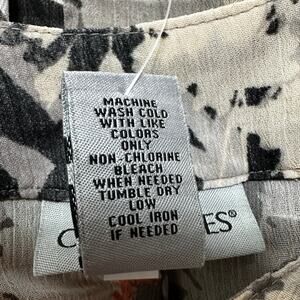 MACHINE
WASH COLD
WITH LIKE
COLORS
ONLY
NON-CHLORINE
BLEACH
WHEN NEEDED
TUMBLE DRY
LOW
COOL IRON
IF NEEDED